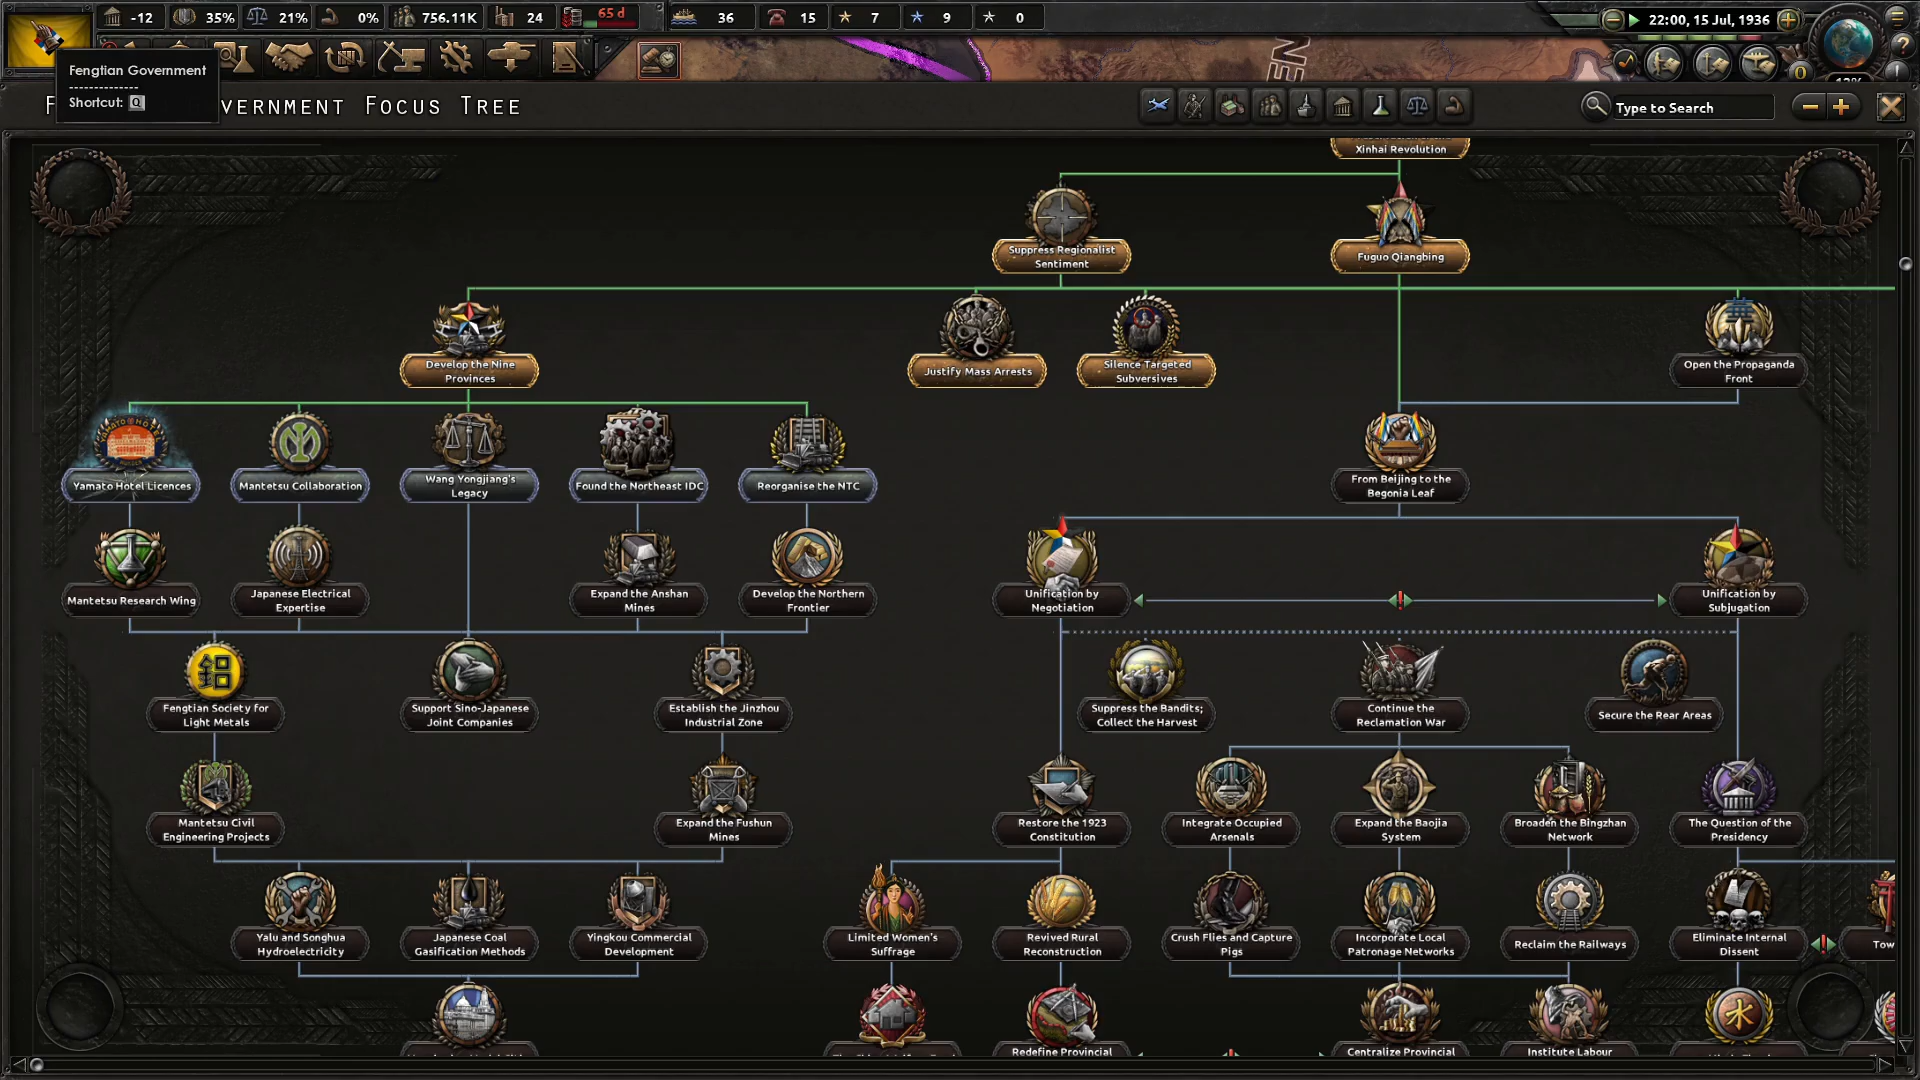 -12
35%
21%
0%
756.11K
24
65 d
36
15
7
9
0
22:00, 15 Jul, 1936
0
Fengtian Government
--------------
Shortcut: Q
F
vernment Focus Tree
Type to Search
Xinhai Revolution
Suppress Regionalist
Sentiment
Fuguo Qiangbing
Develop the Nine
Provinces
Justify Mass Arrests
Silence Targeted
Subversives
Open the Propaganda
Front
Yamato Hotel Licences
Mantetsu Collaboration
Wang Yongjiang's
Legacy
Found the Northeast IDC
Reorganise the NTC
From Beijing to the
Begonia Leaf
Mantetsu Research Wing
Japanese Electrical
Expertise
Expand the Anshan
Mines
Develop the Northern
Frontier
Unification by
Negotiation
Unification by
Subjugation
鋁
Fengtian Society for
Light Metals
Support Sino-Japanese
Joint Companies
Establish the Jinzhou
Industrial Zone
Suppress the Bandits;
Collect the Harvest
Continue the
Reclamation War
Secure the Rear Areas
Mantetsu Civil
Engineering Projects
Expand the Fushun
Mines
Restore the 1923
Constitution
Integrate Occupied
Arsenals
Expand the Baojia
System
Broaden the Bingzhan
Network
The Question of the
Presidency
Yalu and Songhua
Hydroelectricity
Japanese Coal
Gasification Methods
Yingkou Commercial
Development
Limited Women's
Suffrage
Revived Rural
Reconstruction
Crush Flies and Capture
Pigs
Incorporate Local
Patronage Networks
Reclaim the Railways
Eliminate Internal
Dissent
Tow
Redefine Provincial
Centralize Provincial
Institute Labour